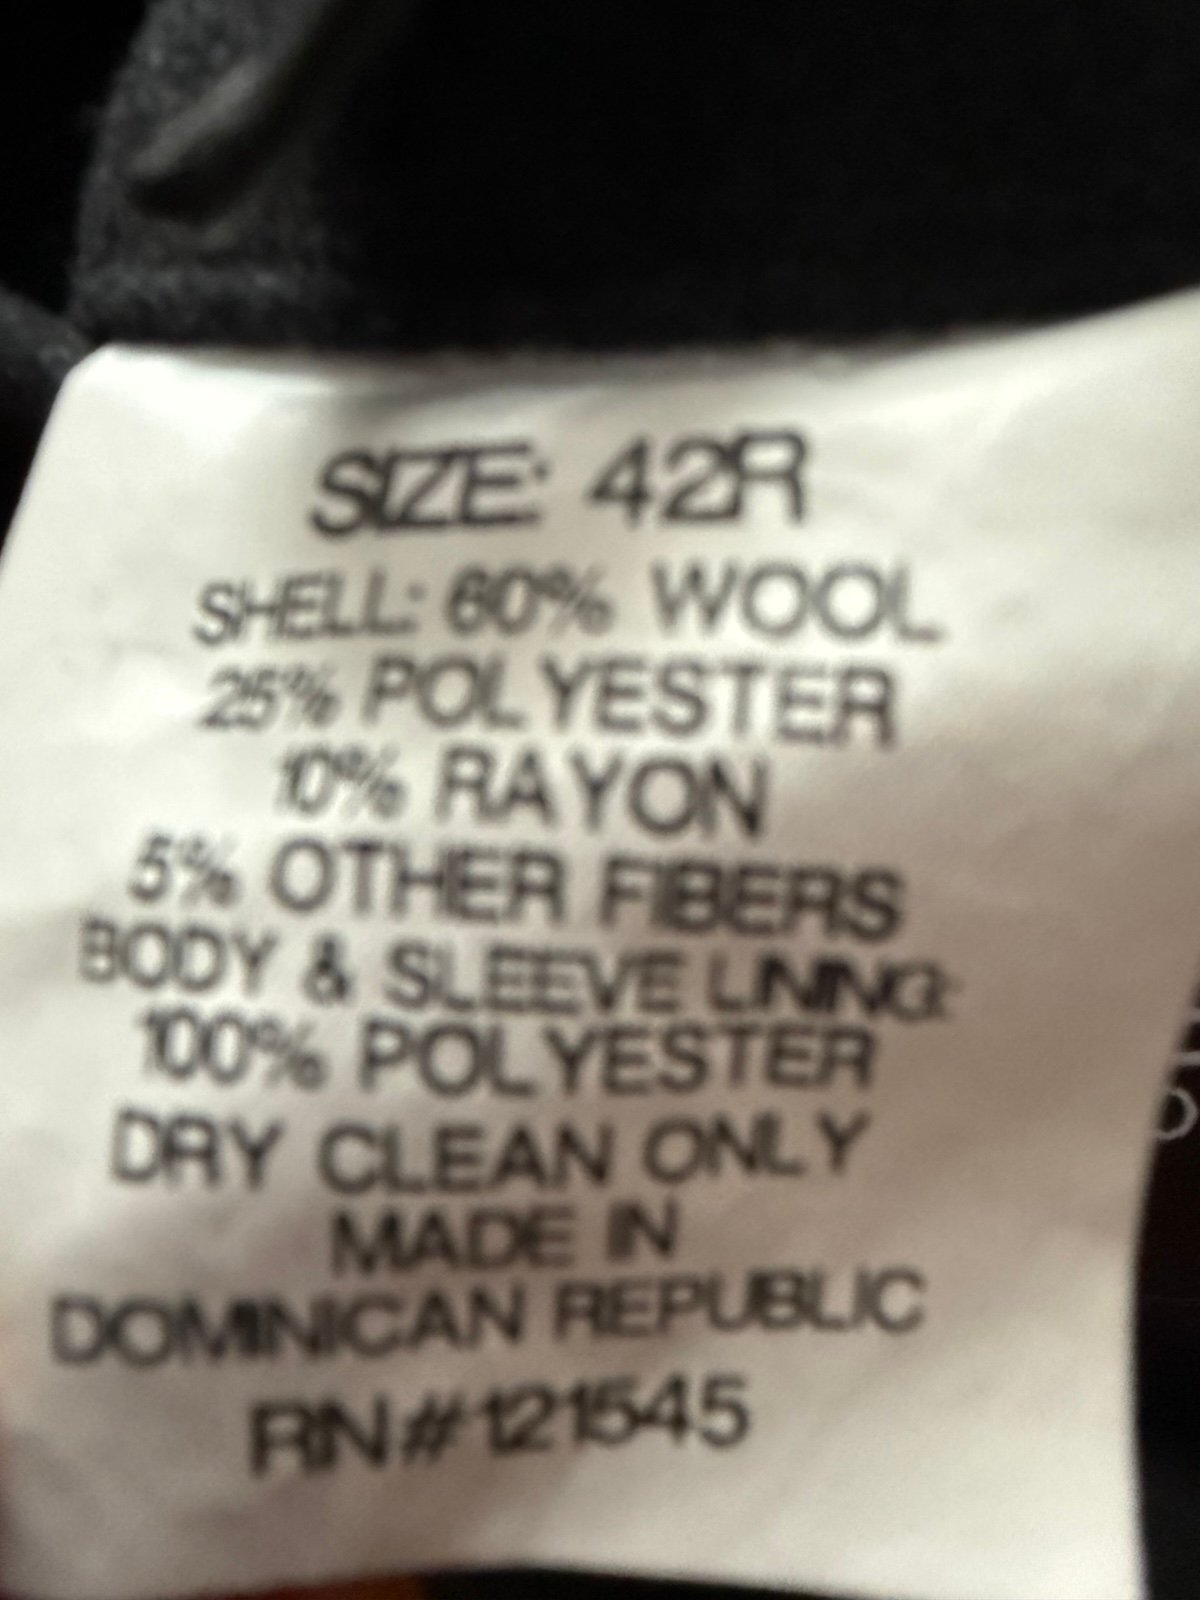 SIZE: 42R
SHELL: 60% WOOL
25% POLYESTER
10% RAYON
5% OTHER FIBERS
BODY & SLEEVE LINING:
100% POLYESTER
DRY CLEAN ONLY
MADE IN
DOMINICAN REPUBLIC
RN# 121545